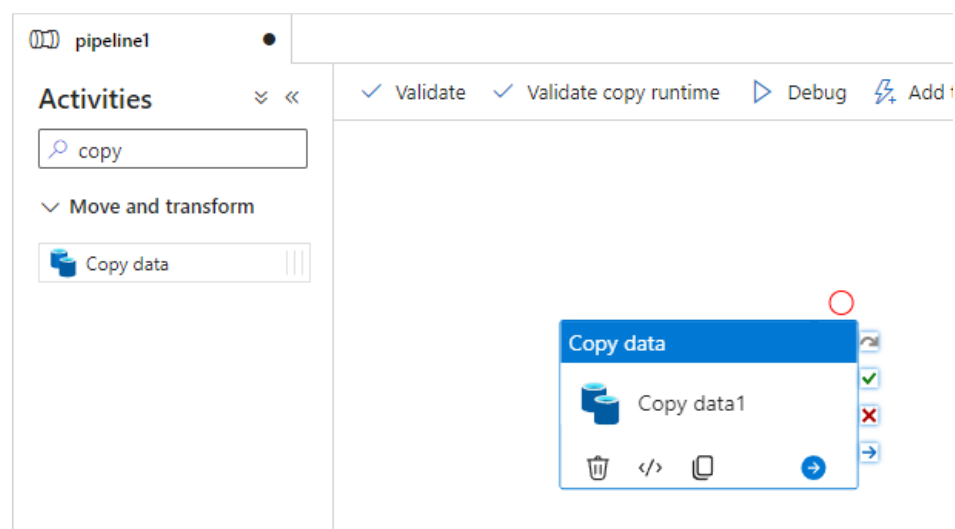 pipeline1
Activities
Validate
Validate copy runtime
Debug
Add
copy
Move and transform
Copy data
Copy data
Copy data1